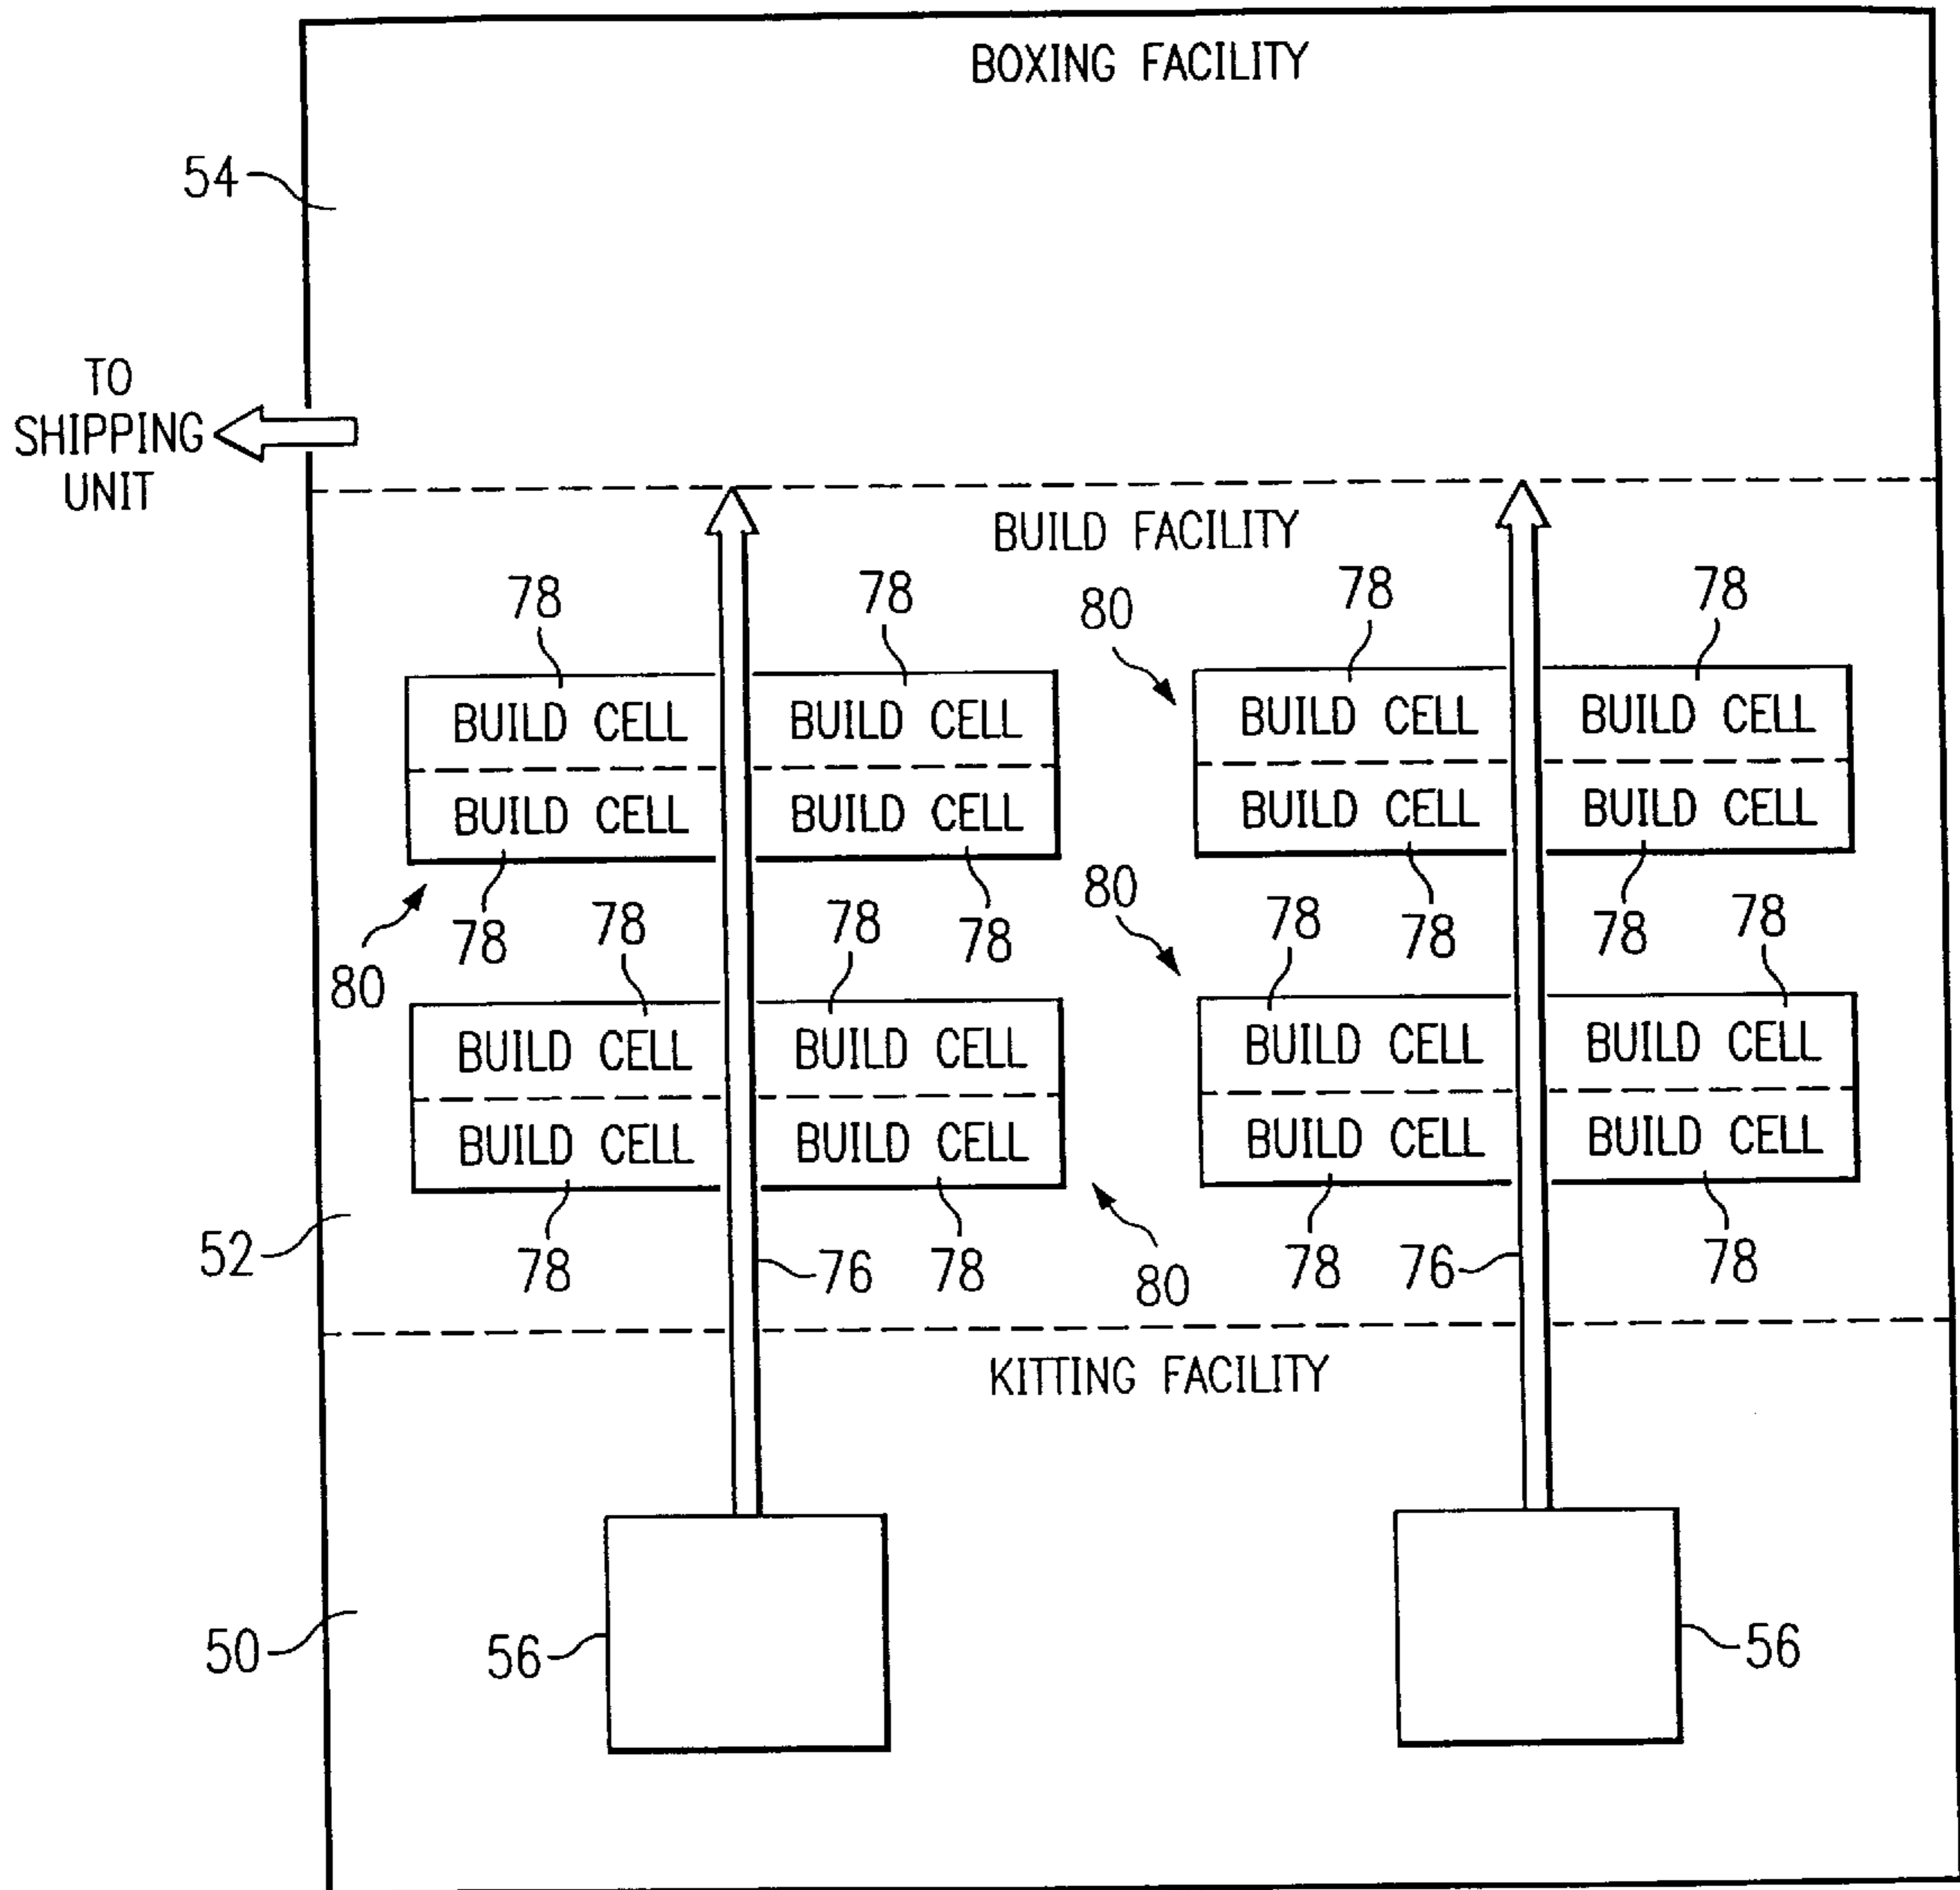 BOXING FACILITY
54
TO
SHIPPING
UNIT
BUILD FACILITY
78 78 80 78 78
BUILD CELL BUILD CELL BUILD CELL BUILD CELL
BUILD CELL BUILD CELL BUILD CELL BUILD CELL
80 78 78 78 78 80 78 78 78 78
BUILD CELL BUILD CELL BUILD CELL BUILD CELL
BUILD CELL BUILD CELL BUILD CELL BUILD CELL
52 78 76 78 80 78 76 78
KITTING FACILITY
50 56 56